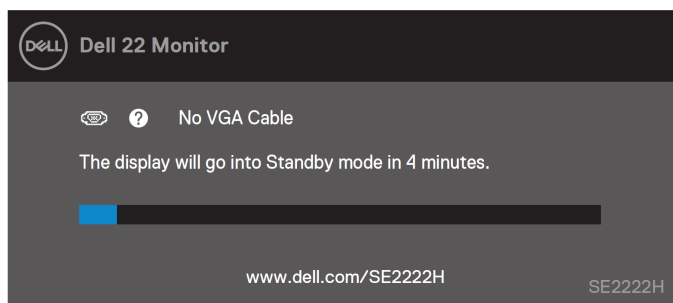 DELL Dell 22 Monitor
? No VGA Cable
The display will go into Standby mode in 4 minutes.
www.dell.com/SE2222H
SE2222H